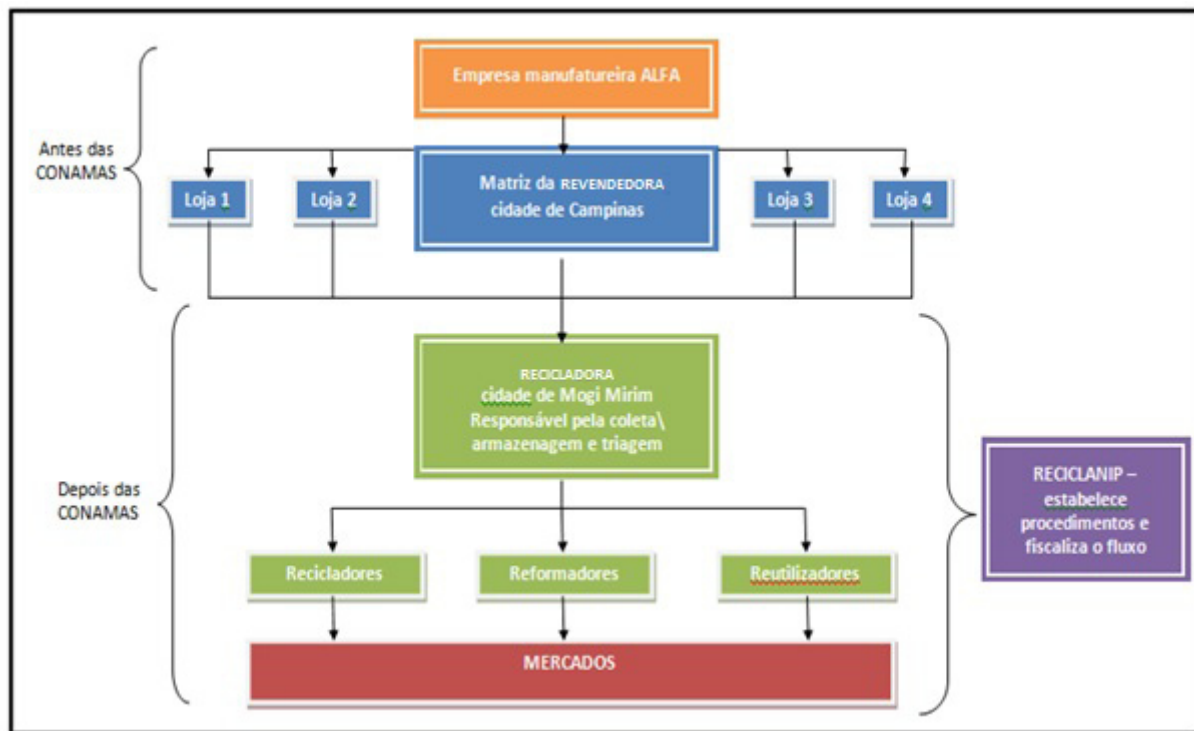 Empresa manufatureira ALFA
Antes das
CONAMAS
Loja 1
Loja 2
Matriz da REVENDEDORA
cidade de Campinas
Loja 3
Loja 4
RECICLADORA
cidade de Mogi Mirim
Responsável pela coleta\
armazenagem e triagem
Depois das
CONAMAS
RECICLANIP –
estabelece
procedimentos e
fiscaliza o fluxo
Recicladores
Reformadores
Reutilizadores
MERCADOS